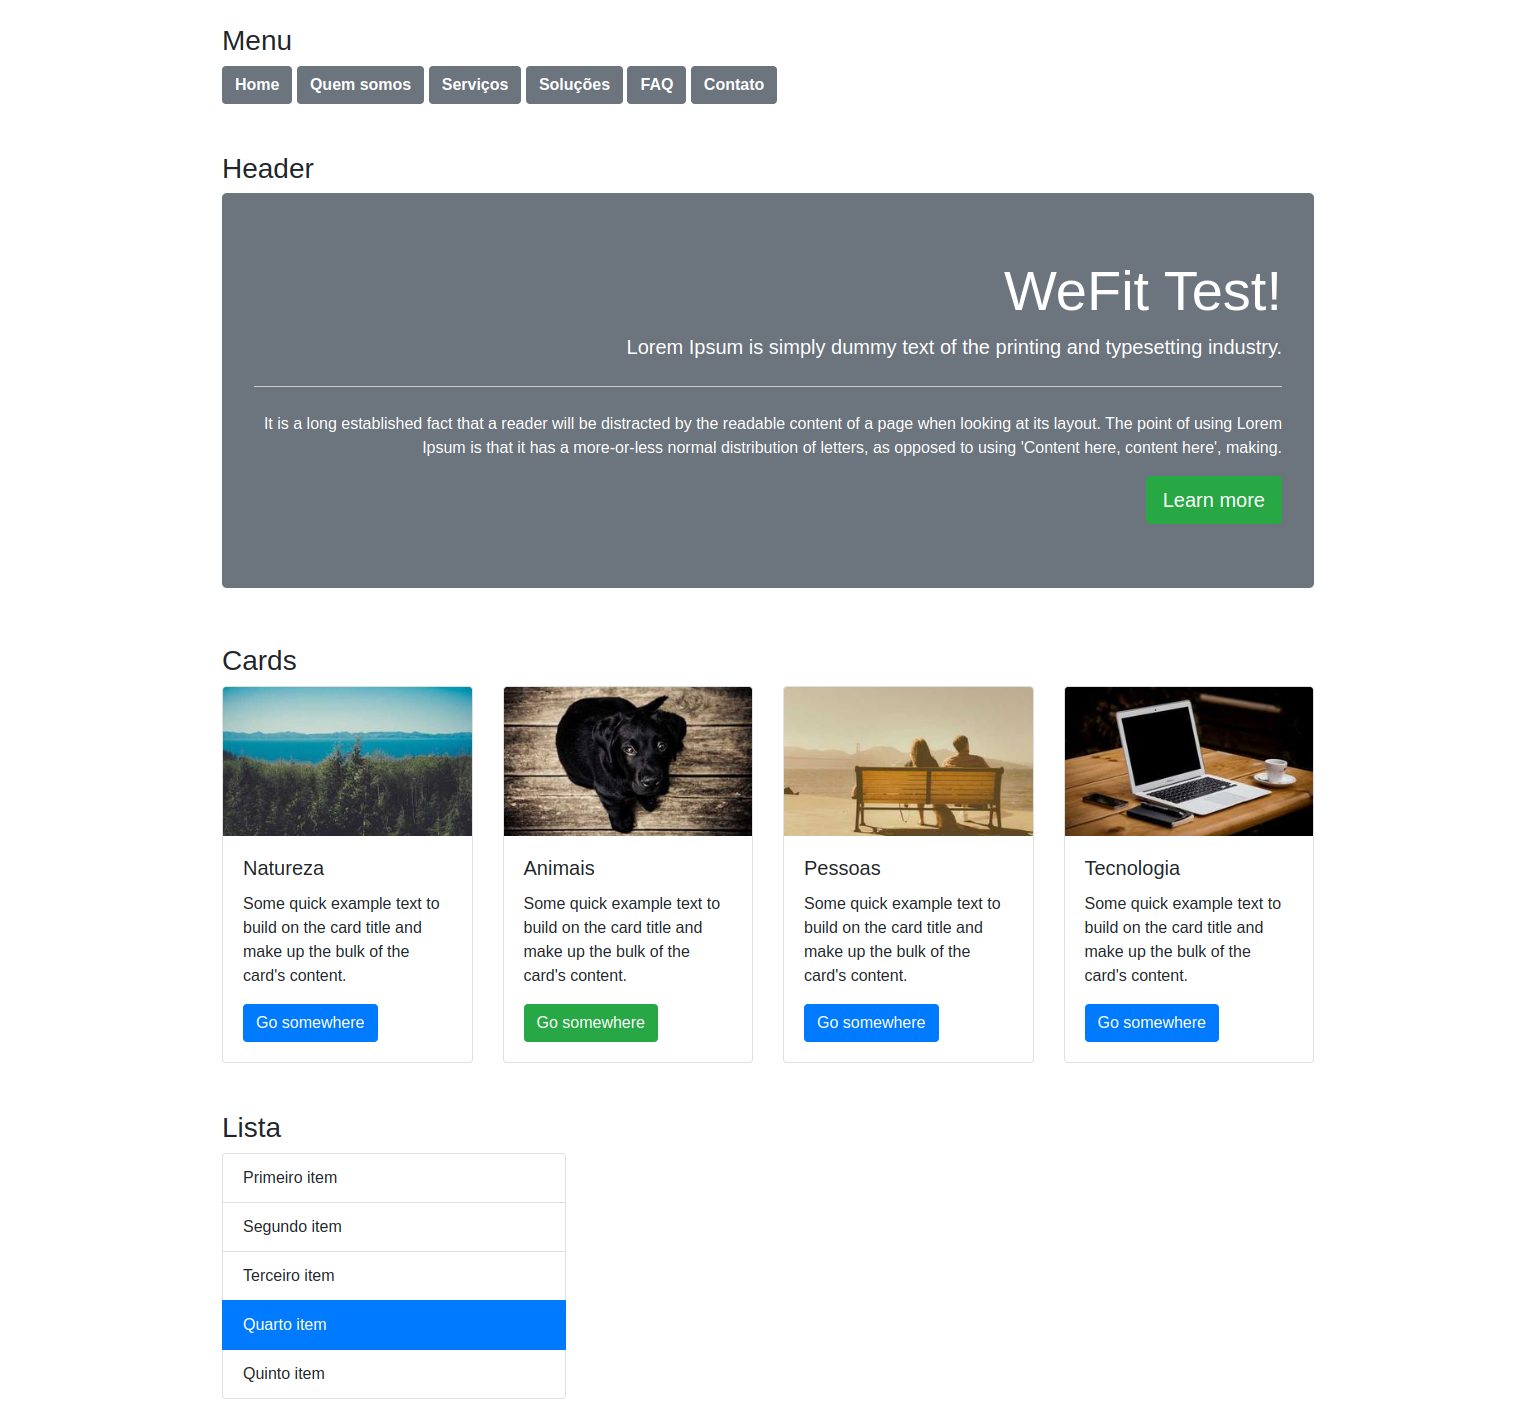 Menu
Home Quem somos Serviços Soluções FAQ Contato
Header
WeFit Test!
Lorem Ipsum is simply dummy text of the printing and typesetting industry.
It is a long established fact that a reader will be distracted by the readable content of a page when looking at its layout. The point of using Lorem
Ipsum is that it has a more-or-less normal distribution of letters, as opposed to using 'Content here, content here', making.
Learn more
Cards
Natureza
Some quick example text to
build on the card title and
make up the bulk of the
card's content.
Go somewhere
Animais
Some quick example text to
build on the card title and
make up the bulk of the
card's content.
Go somewhere
Pessoas
Some quick example text to
build on the card title and
make up the bulk of the
card's content.
Go somewhere
Tecnologia
Some quick example text to
build on the card title and
make up the bulk of the
card's content.
Go somewhere
Lista
Primeiro item
Segundo item
Terceiro item
Quarto item
Quinto item